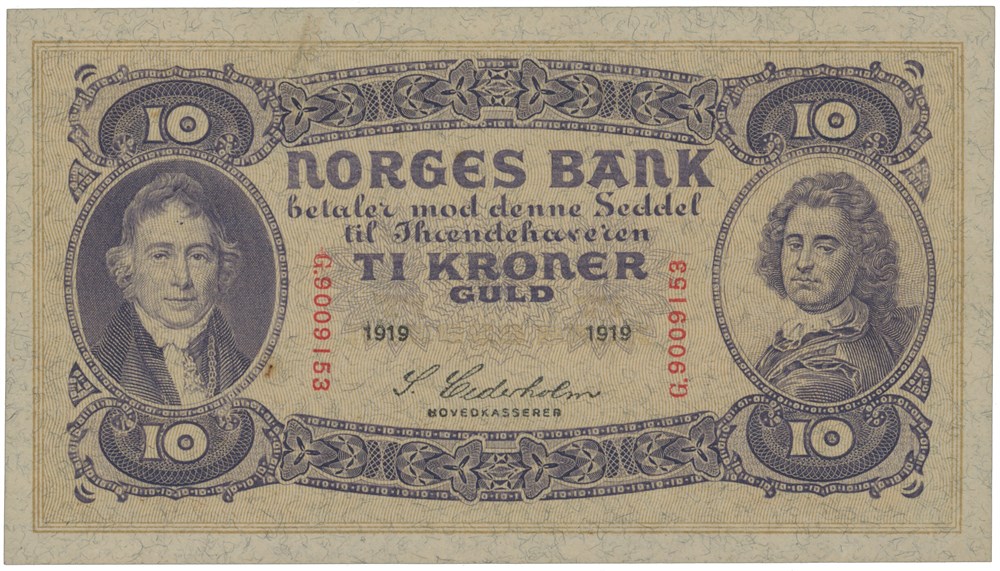 10
10
NORGES BANK
betaler mod denne Seddel
til Ihændehaveren
TI KRONER
GULD
G.9009153
1919
1919
G.9009153
S Cederholm
HOVEDKASSERER
10
10